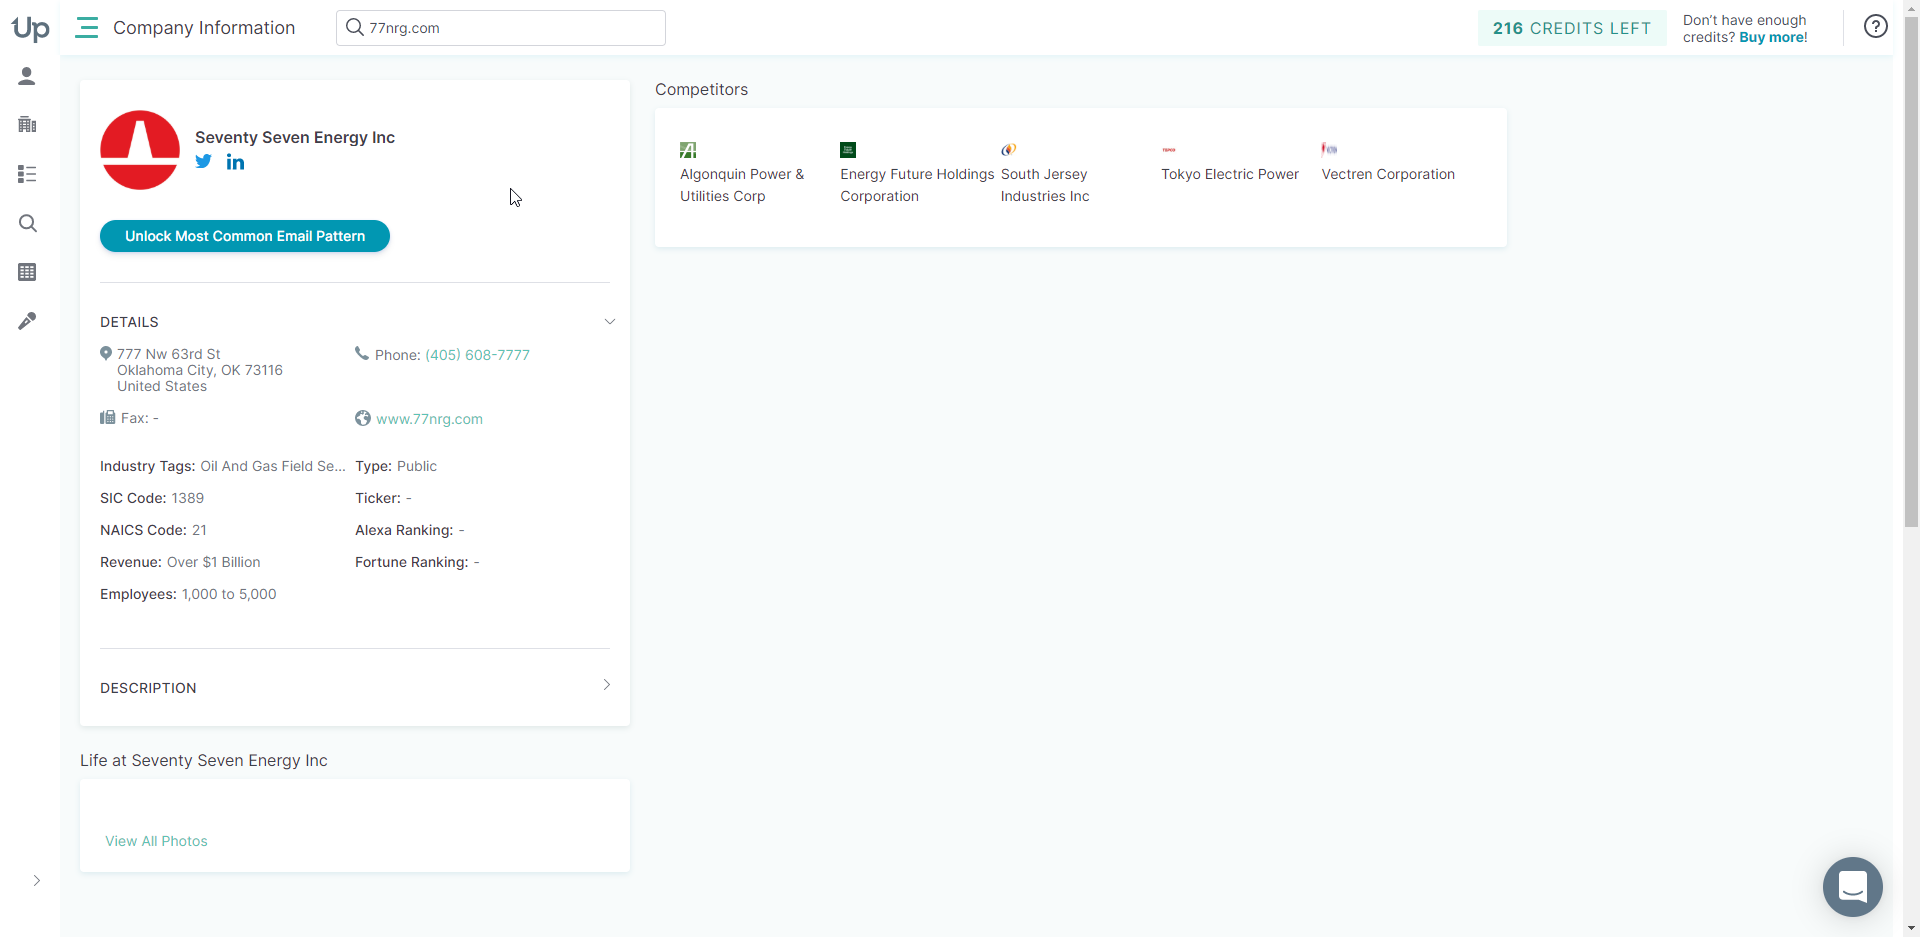 Up
Company Information
77nrg.com
216 CREDITS LEFT
Don't have enough
credits? Buy more!
Seventy Seven Energy Inc
Unlock Most Common Email Pattern
DETAILS
777 Nw 63rd St
Oklahoma City, OK 73116
United States
Phone: (405) 608-7777
Fax: -
www.77nrg.com
Industry Tags: Oil And Gas Field Se...
Type: Public
SIC Code: 1389
Ticker: -
NAICS Code: 21
Alexa Ranking: -
Revenue: Over $1 Billion
Fortune Ranking: -
Employees: 1,000 to 5,000
DESCRIPTION
Life at Seventy Seven Energy Inc
View All Photos
Competitors
Algonquin Power &
Utilities Corp
Energy Future Holdings
Corporation
South Jersey
Industries Inc
TEPCO
Tokyo Electric Power
Vectren Corporation